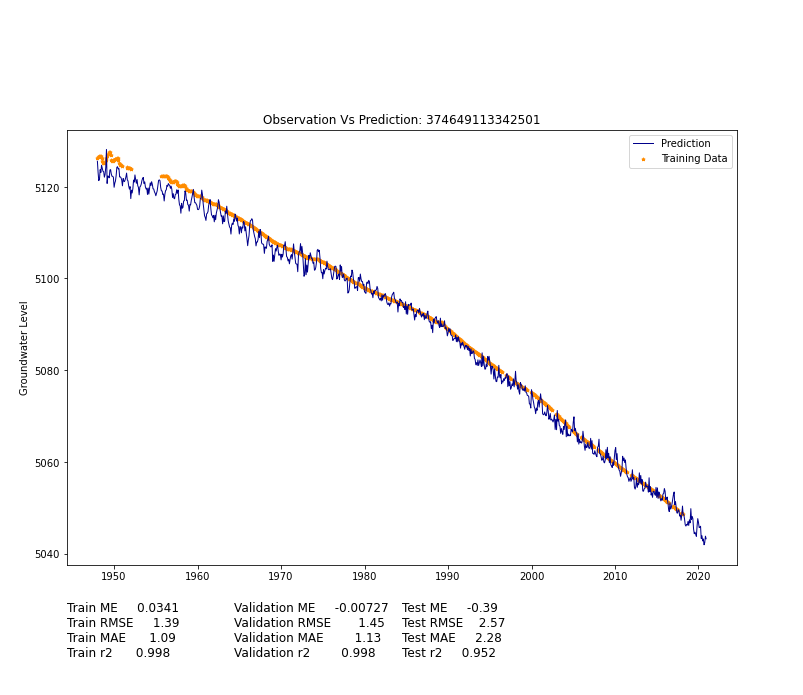 Observation Vs Prediction: 374649113342501
Prediction
Training Data
Groundwater Level
5120
5100
5080
5060
5040
1950 1960 1970 1980 1990 2000 2010 2020
Train ME 0.0341 Validation ME -0.00727 Test ME -0.39
Train RMSE 1.39 Validation RMSE 1.45 Test RMSE 2.57
Train MAE 1.09 Validation MAE 1.13 Test MAE 2.28
Train r2 0.998 Validation r2 0.998 Test r2 0.952